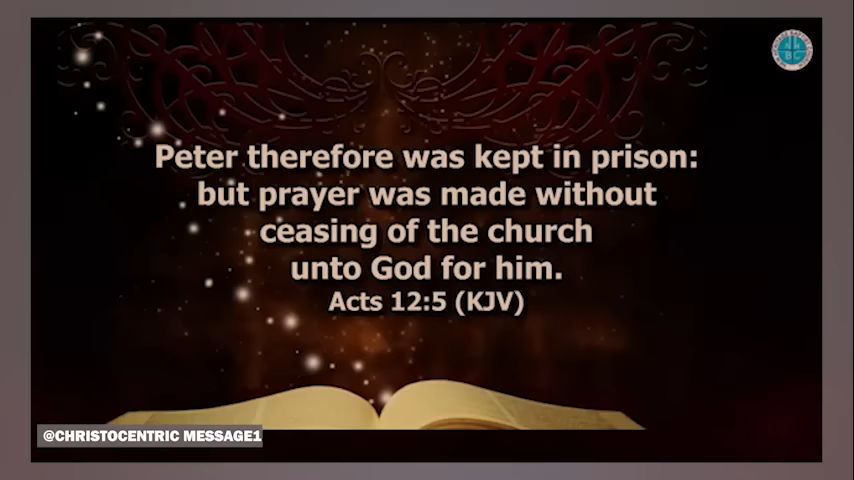 Peter therefore was kept in prison:
but prayer was made without
ceasing of the church
unto God for him.
Acts 12:5 (KJV)
@CHRISTOCENTRIC MESSAGE1